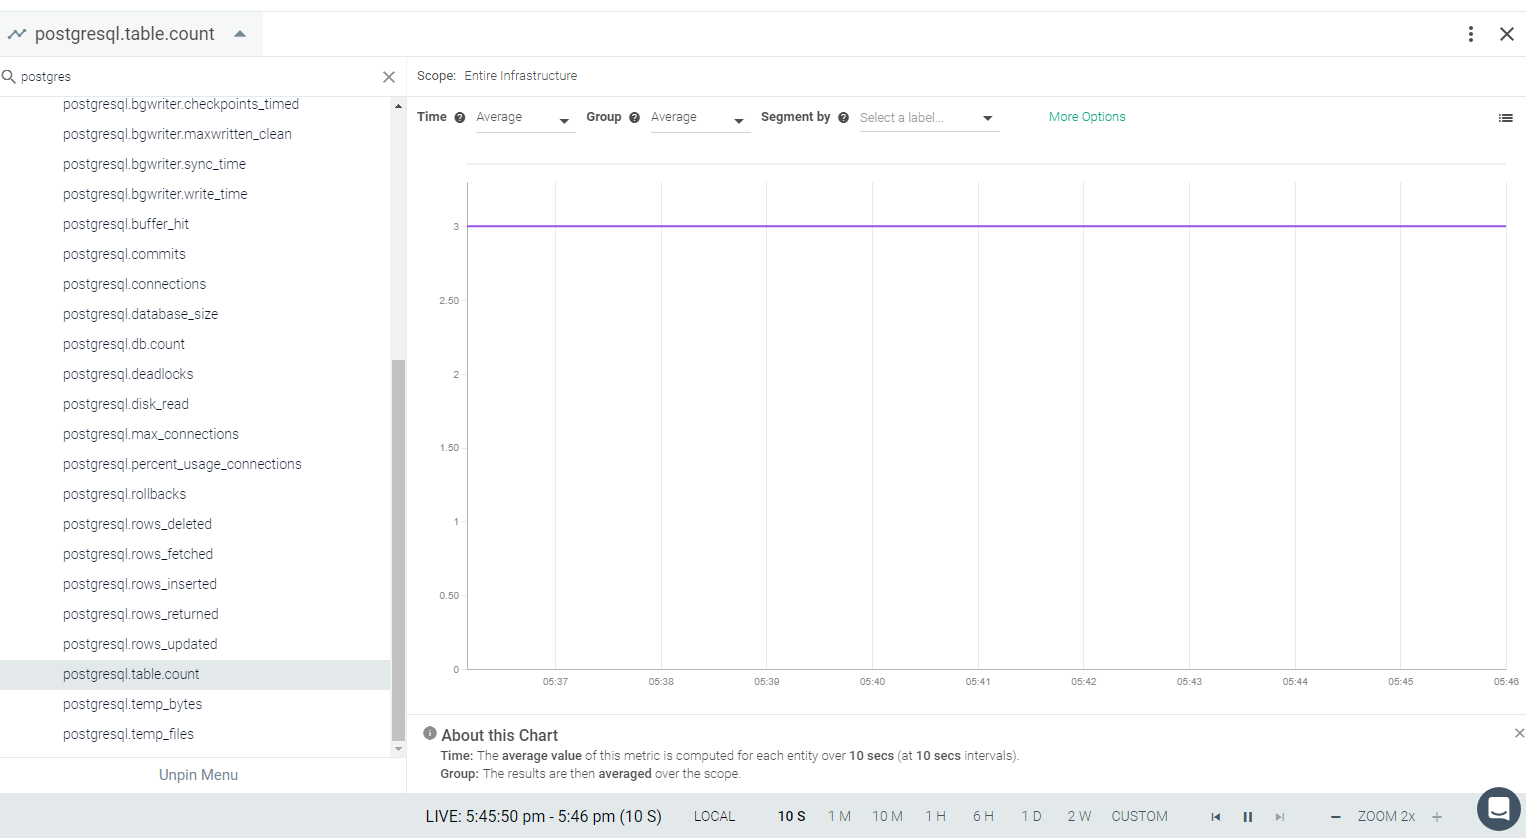 postgresql.table.count
postgres
postgresql.bgwriter.checkpoints_timed
postgresql.bgwriter.maxwritten_clean
postgresql.bgwriter.sync_time
postgresql.bgwriter.write_time
postgresql.buffer_hit
postgresql.commits
postgresql.connections
postgresql.database_size
postgresql.db.count
postgresql.deadlocks
postgresql.disk_read
postgresql.max_connections
postgresql.percent_usage_connections
postgresql.rollbacks
postgresql.rows_deleted
postgresql.rows_fetched
postgresql.rows_inserted
postgresql.rows_returned
postgresql.rows_updated
postgresql.table.count
postgresql.temp_bytes
postgresql.temp_files
Unpin Menu
Scope: Entire Infrastructure
Time Average Group Average Segment by Select a label... More Options
3
2.50
2
1.50
1
0.50
0
05:37 05:38 05:39 05:40 05:41 05:42 05:43 05:44 05:45 05:46
About this Chart
Time: The average value of this metric is computed for each entity over 10 secs (at 10 secs intervals).
Group: The results are then averaged over the scope.
LIVE: 5:45:50 pm - 5:46 pm (10 S) LOCAL 10 S 1 M 10 M 1 H 6 H 1 D 2 W CUSTOM ZOOM 2x